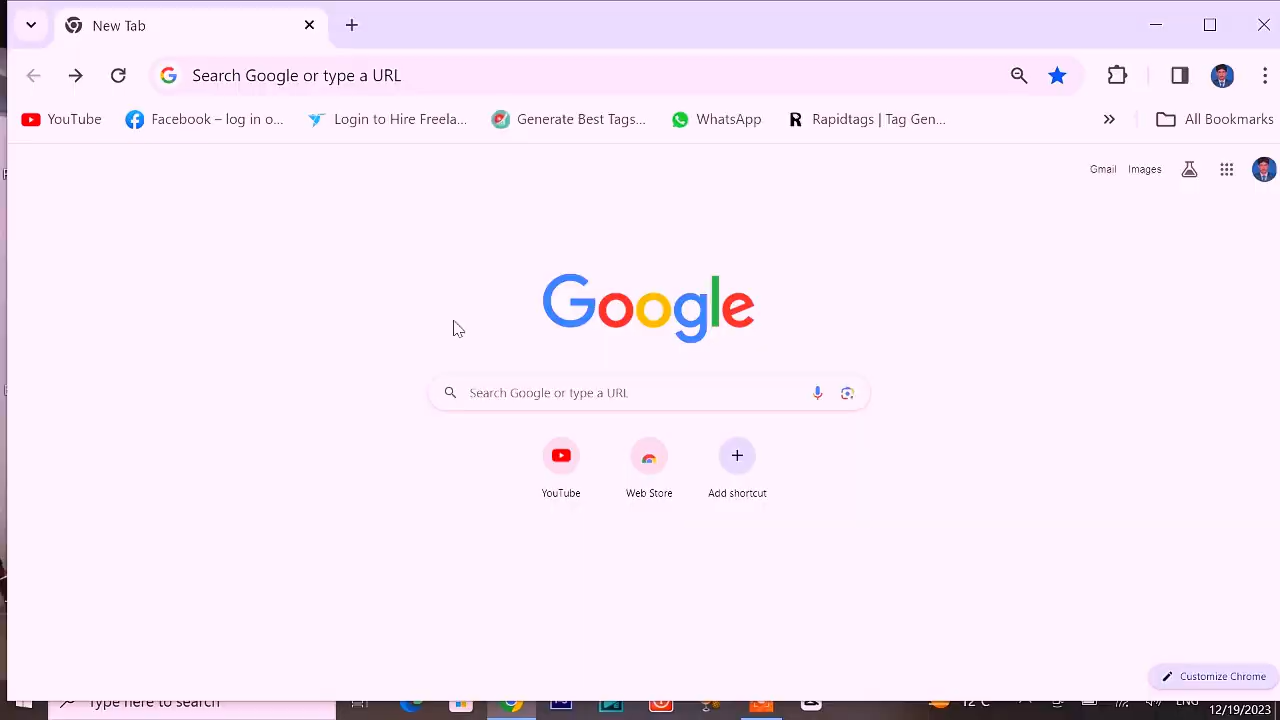 New Tab
Search Google or type a URL
YouTube Facebook – log in o... Login to Hire Freela... Generate Best Tags... WhatsApp Rapidtags | Tag Gen... All Bookmarks
Gmail Images
Google
Search Google or type a URL
YouTube Web Store Add shortcut
Customize Chrome
Type here to search 12°C
12/19/2023